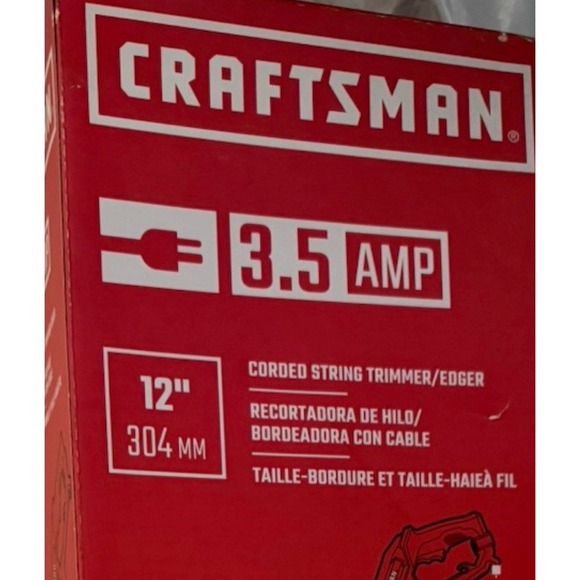 CRAFTSMAN®
3.5 AMP
12"
304 MM
CORDED STRING TRIMMER/EDGER
RECORTADORA DE HILO/
BORDEADORA CON CABLE
TAILLE-BORDURE ET TAILLE-HAIEÀ FIL